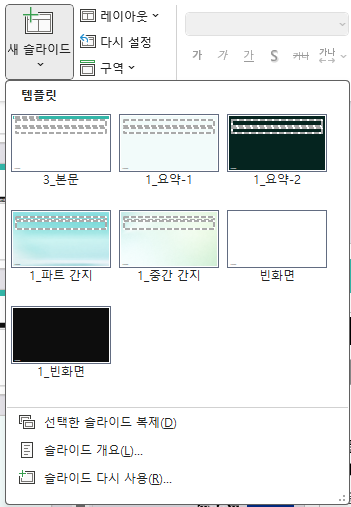 새 슬라이드
레이아웃
다시 설정
구역
가 가 가 S 카나 가나
템플릿
3_본문
1_요약-1
1_요약-2
1_파트 간지
1_중간 간지
빈화면
1_빈화면
선택한 슬라이드 복제(D)
슬라이드 개요(L)...
슬라이드 다시 사용(R)...